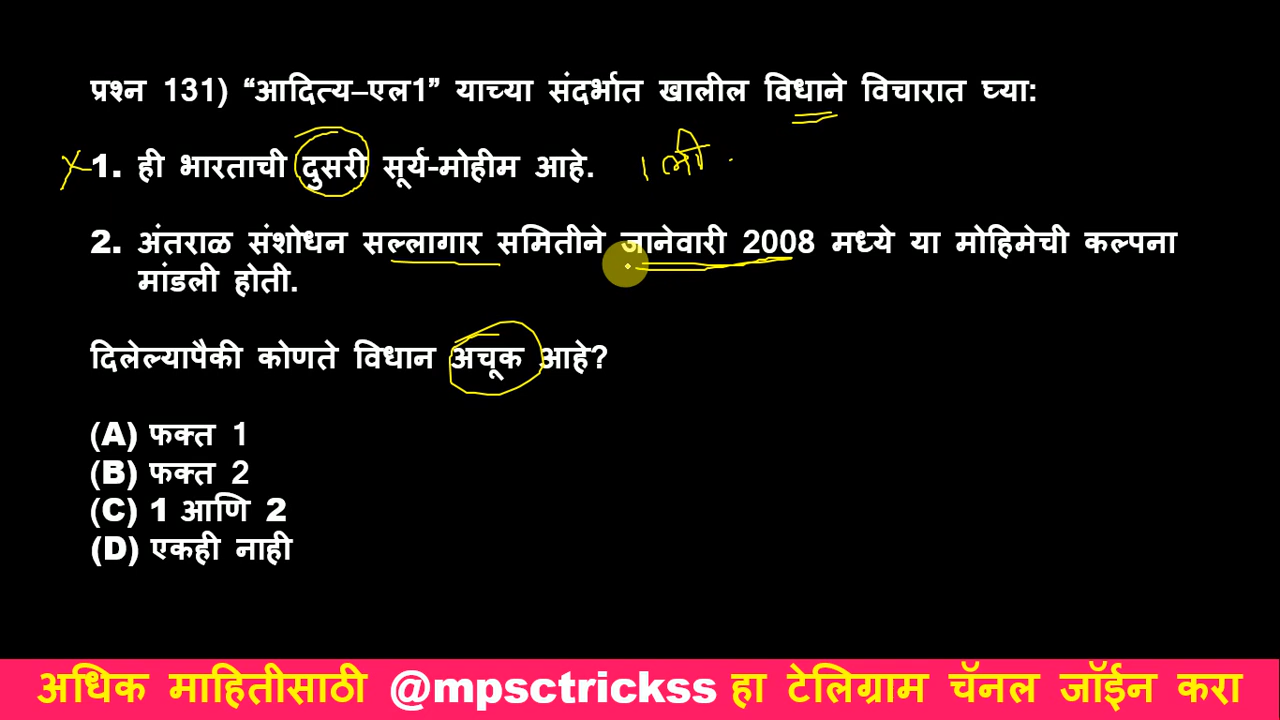 प्रश्न 131) “आदित्य–एल1” याच्या संदर्भात खालील विधाने विचारात घ्या:
1. ही भारताची दुसरी सूर्य-मोहीम आहे. 1 ली
2. अंतराळ संशोधन सल्लागार समितीने जानेवारी 2008 मध्ये या मोहिमेची कल्पना
मांडली होती.
दिलेल्यापैकी कोणते विधान अचूक आहे?
(A) फक्त 1
(B) फक्त 2
(C) 1 आणि 2
(D) एकही नाही
अधिक माहितीसाठी @mpsctrickss हा टेलिग्राम चॅनल जॉईन करा